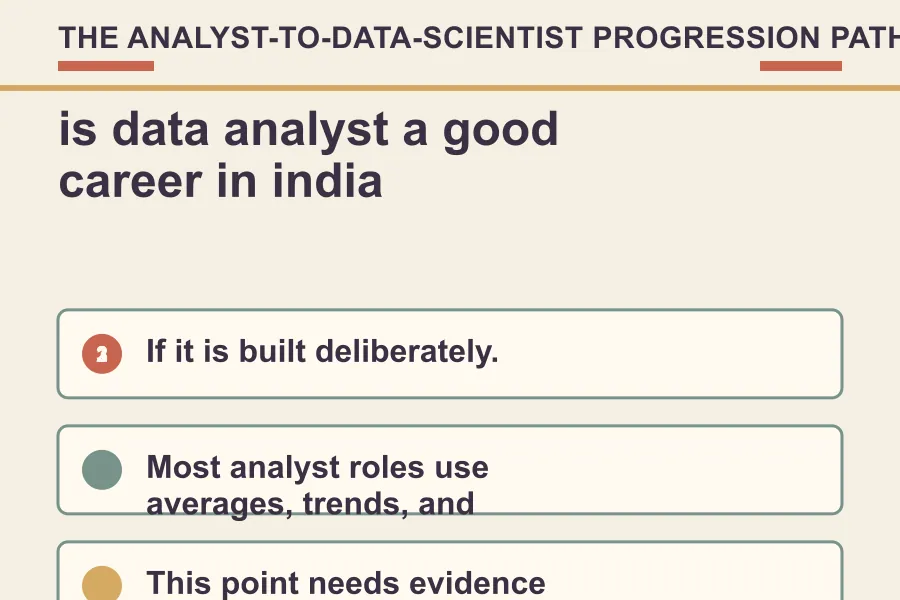 THE ANALYST-TO-DATA-SCIENTIST PROGRESSION PATH
is data analyst a good
career in india
If it is built deliberately.
Most analyst roles use
averages, trends, and
This point needs evidence